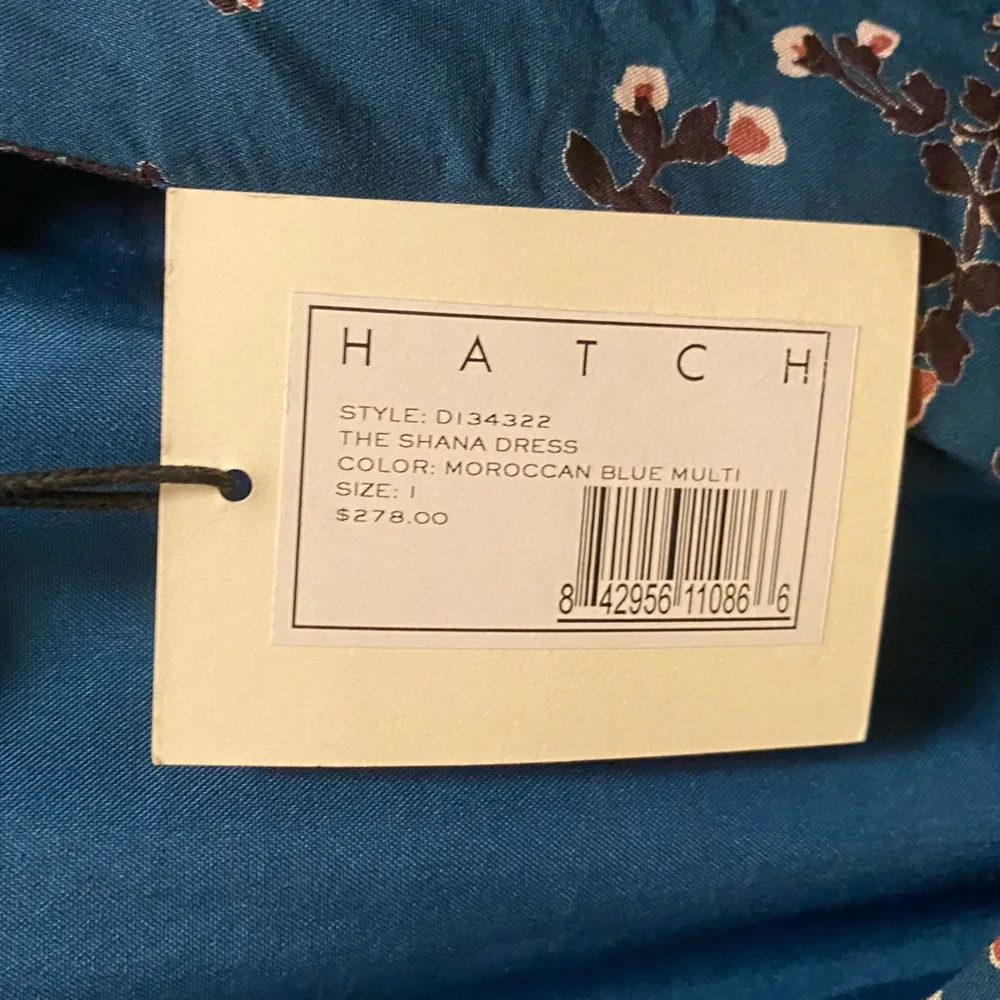 HATCH
STYLE: D134322
THE SHANA DRESS
COLOR: MOROCCAN BLUE MULTI
SIZE: 1
$278.00
8 42956 11086 6